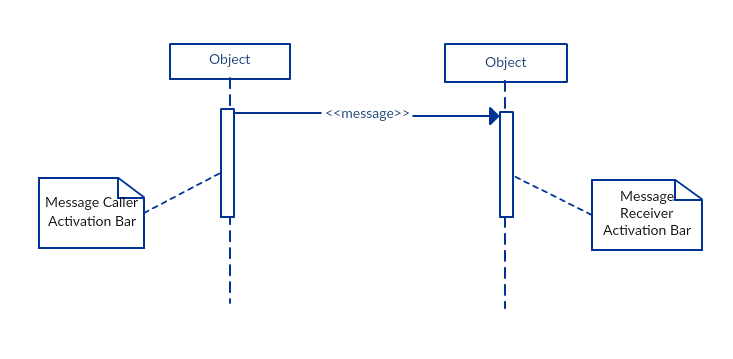 Object
Object
<<message>>
Message Caller
Activation Bar
Message
Receiver
Activation Bar